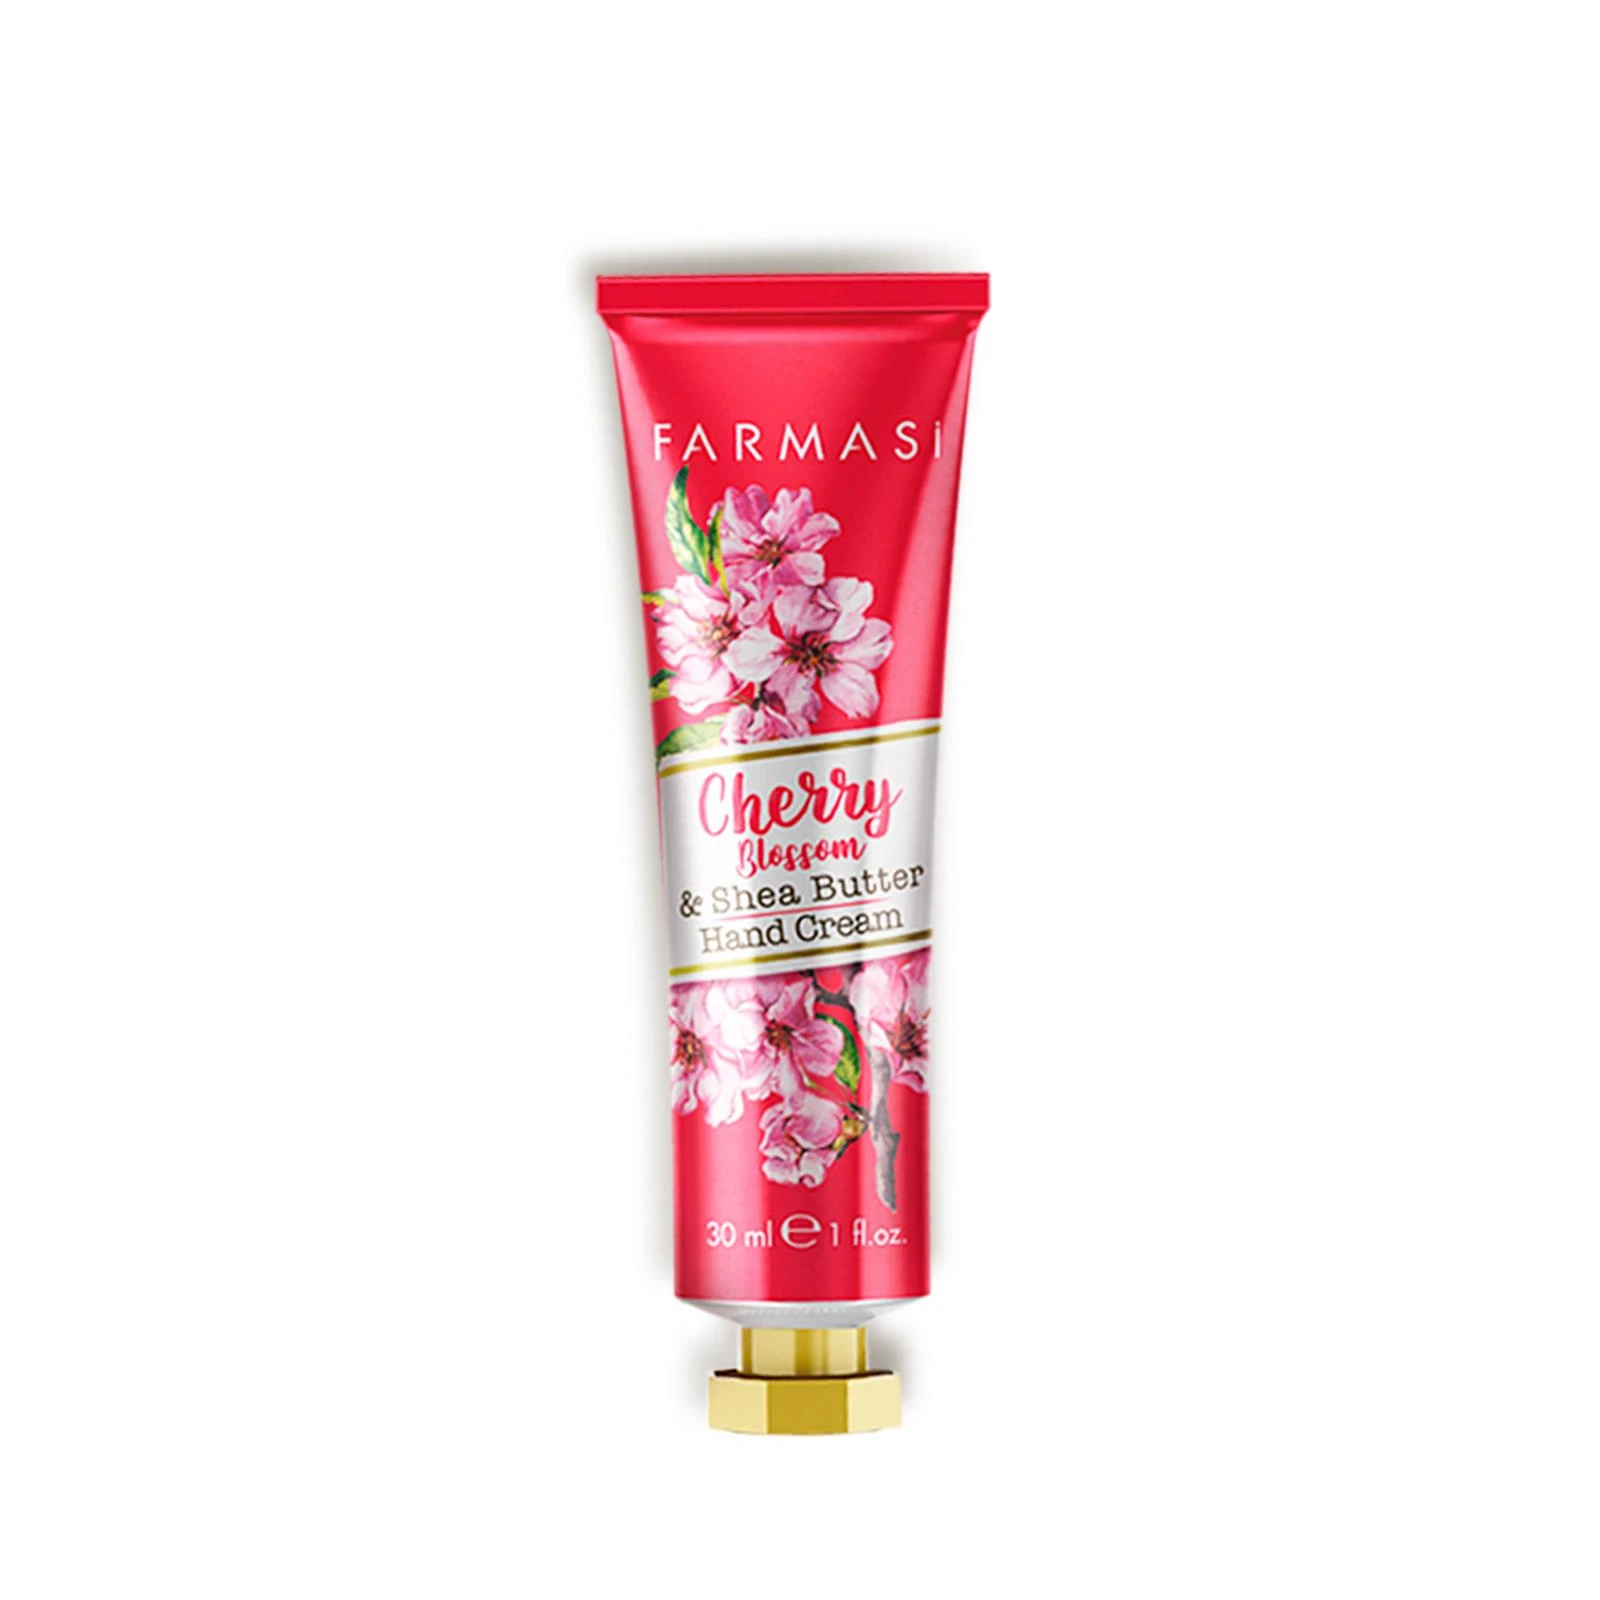 FARMASi
Cherry
Blossom
& Shea Butter
Hand Cream
30 ml ℮ 1 fl.oz.